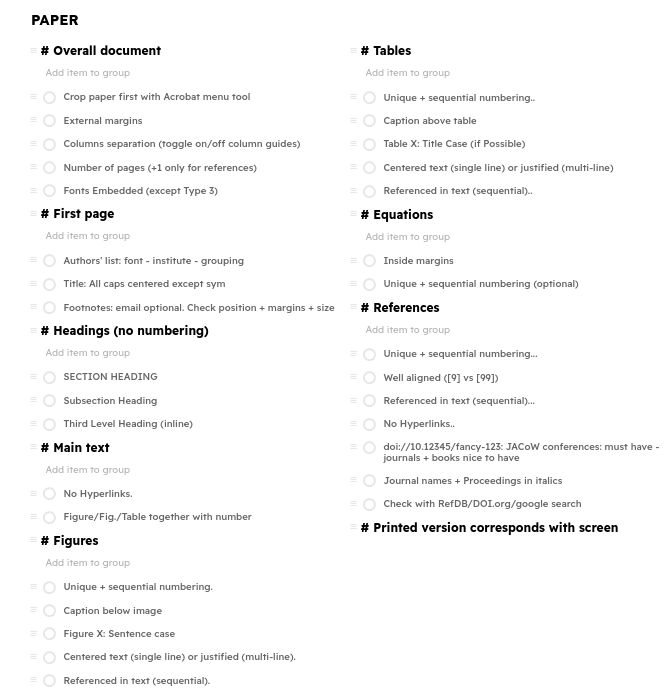 PAPER
# Overall document
Add item to group
Crop paper first with Acrobat menu tool
External margins
Columns separation (toggle on/off column guides)
Number of pages (+1 only for references)
Fonts Embedded (except Type 3)
# First page
Add item to group
Authors' list: font - institute - grouping
Title: All caps centered except sym
Footnotes: email optional. Check position + margins + size
# Headings (no numbering)
Add item to group
SECTION HEADING
Subsection Heading
Third Level Heading (inline)
# Main text
Add item to group
No Hyperlinks.
Figure/Fig./Table together with number
# Figures
Add item to group
Unique + sequential numbering.
Caption below image
Figure X: Sentence case
Centered text (single line) or justified (multi-line).
Referenced in text (sequential).
# Tables
Add item to group
Unique + sequential numbering..
Caption above table
Table X: Title Case (if Possible)
Centered text (single line) or justified (multi-line)
Referenced in text (sequential)..
# Equations
Add item to group
Inside margins
Unique + sequential numbering (optional)
# References
Add item to group
Unique + sequential numbering...
Well aligned ([9] vs [99])
Referenced in text (sequential)...
No Hyperlinks..
doi://10.12345/fancy-123: JACoW conferences: must have -
journals + books nice to have
Journal names + Proceedings in italics
Check with RefDB/DOI.org/google search
# Printed version corresponds with screen